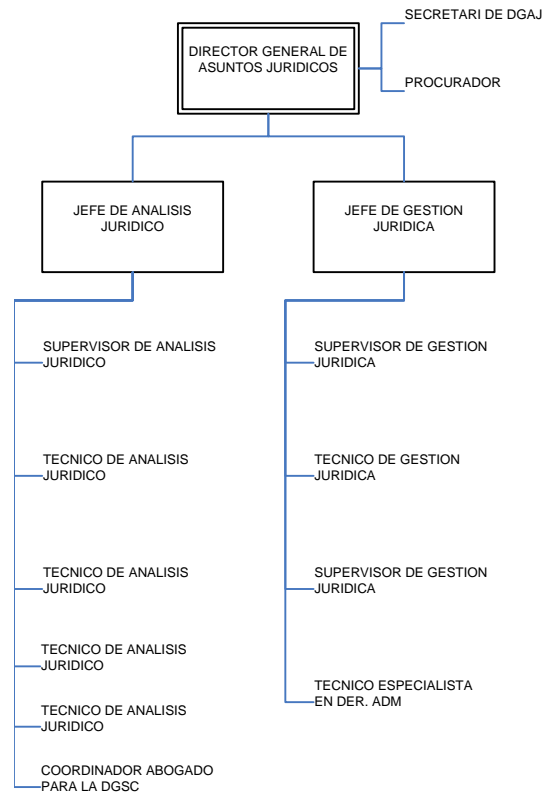 SECRETARI DE DGAJ
DIRECTOR GENERAL DE
ASUNTOS JURIDICOS
PROCURADOR
JEFE DE ANALISIS
JURIDICO
JEFE DE GESTION
JURIDICA
SUPERVISOR DE ANALISIS
JURIDICO
TECNICO DE ANALISIS
JURIDICO
TECNICO DE ANALISIS
JURIDICO
TECNICO DE ANALISIS
JURIDICO
TECNICO DE ANALISIS
JURIDICO
COORDINADOR ABOGADO
PARA LA DGSC
SUPERVISOR DE GESTION
JURIDICA
TECNICO DE GESTION
JURIDICA
SUPERVISOR DE GESTION
JURIDICA
TECNICO ESPECIALISTA
EN DER. ADM